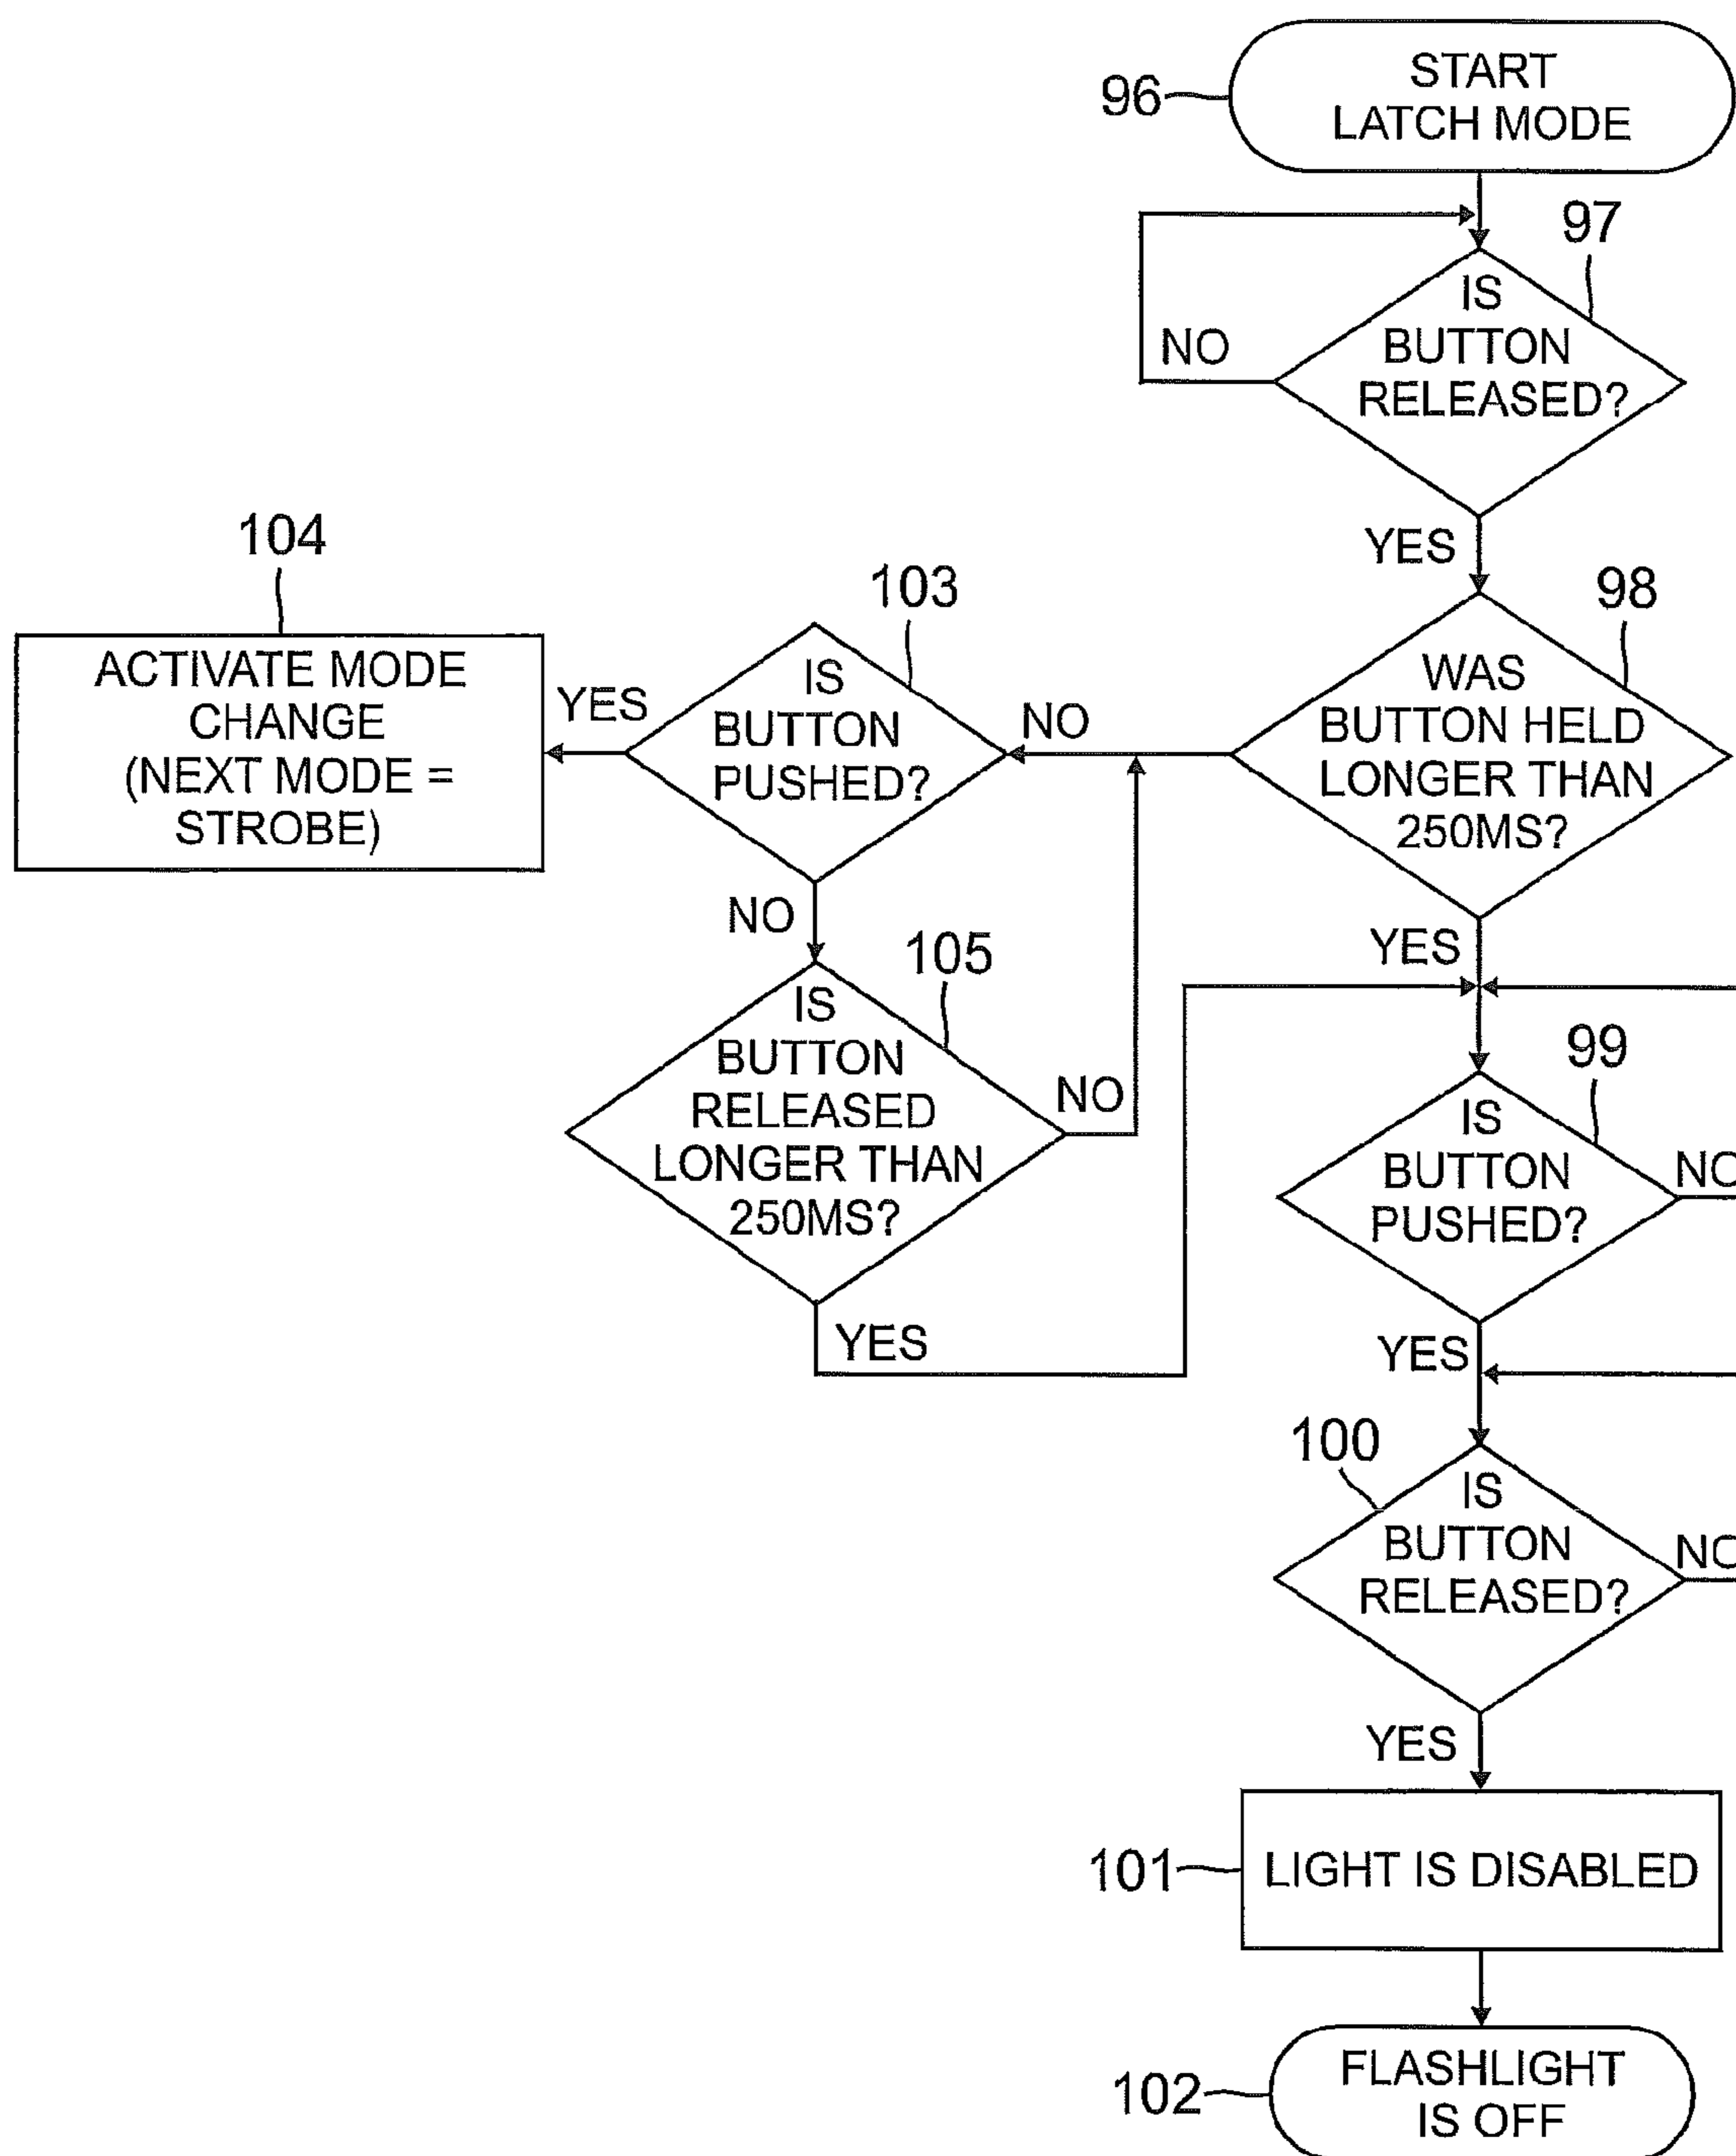 96
START
LATCH MODE
97
IS
BUTTON
RELEASED?
NO
YES
98
WAS
BUTTON HELD
LONGER THAN
250MS?
NO
YES
103
IS
BUTTON
PUSHED?
YES
NO
104
ACTIVATE MODE
CHANGE
(NEXT MODE =
STROBE)
105
IS
BUTTON
RELEASED
LONGER THAN
250MS?
NO
YES
99
IS
BUTTON
PUSHED?
NO
YES
100
IS
BUTTON
RELEASED?
NO
YES
101
LIGHT IS DISABLED
102
FLASHLIGHT
IS OFF